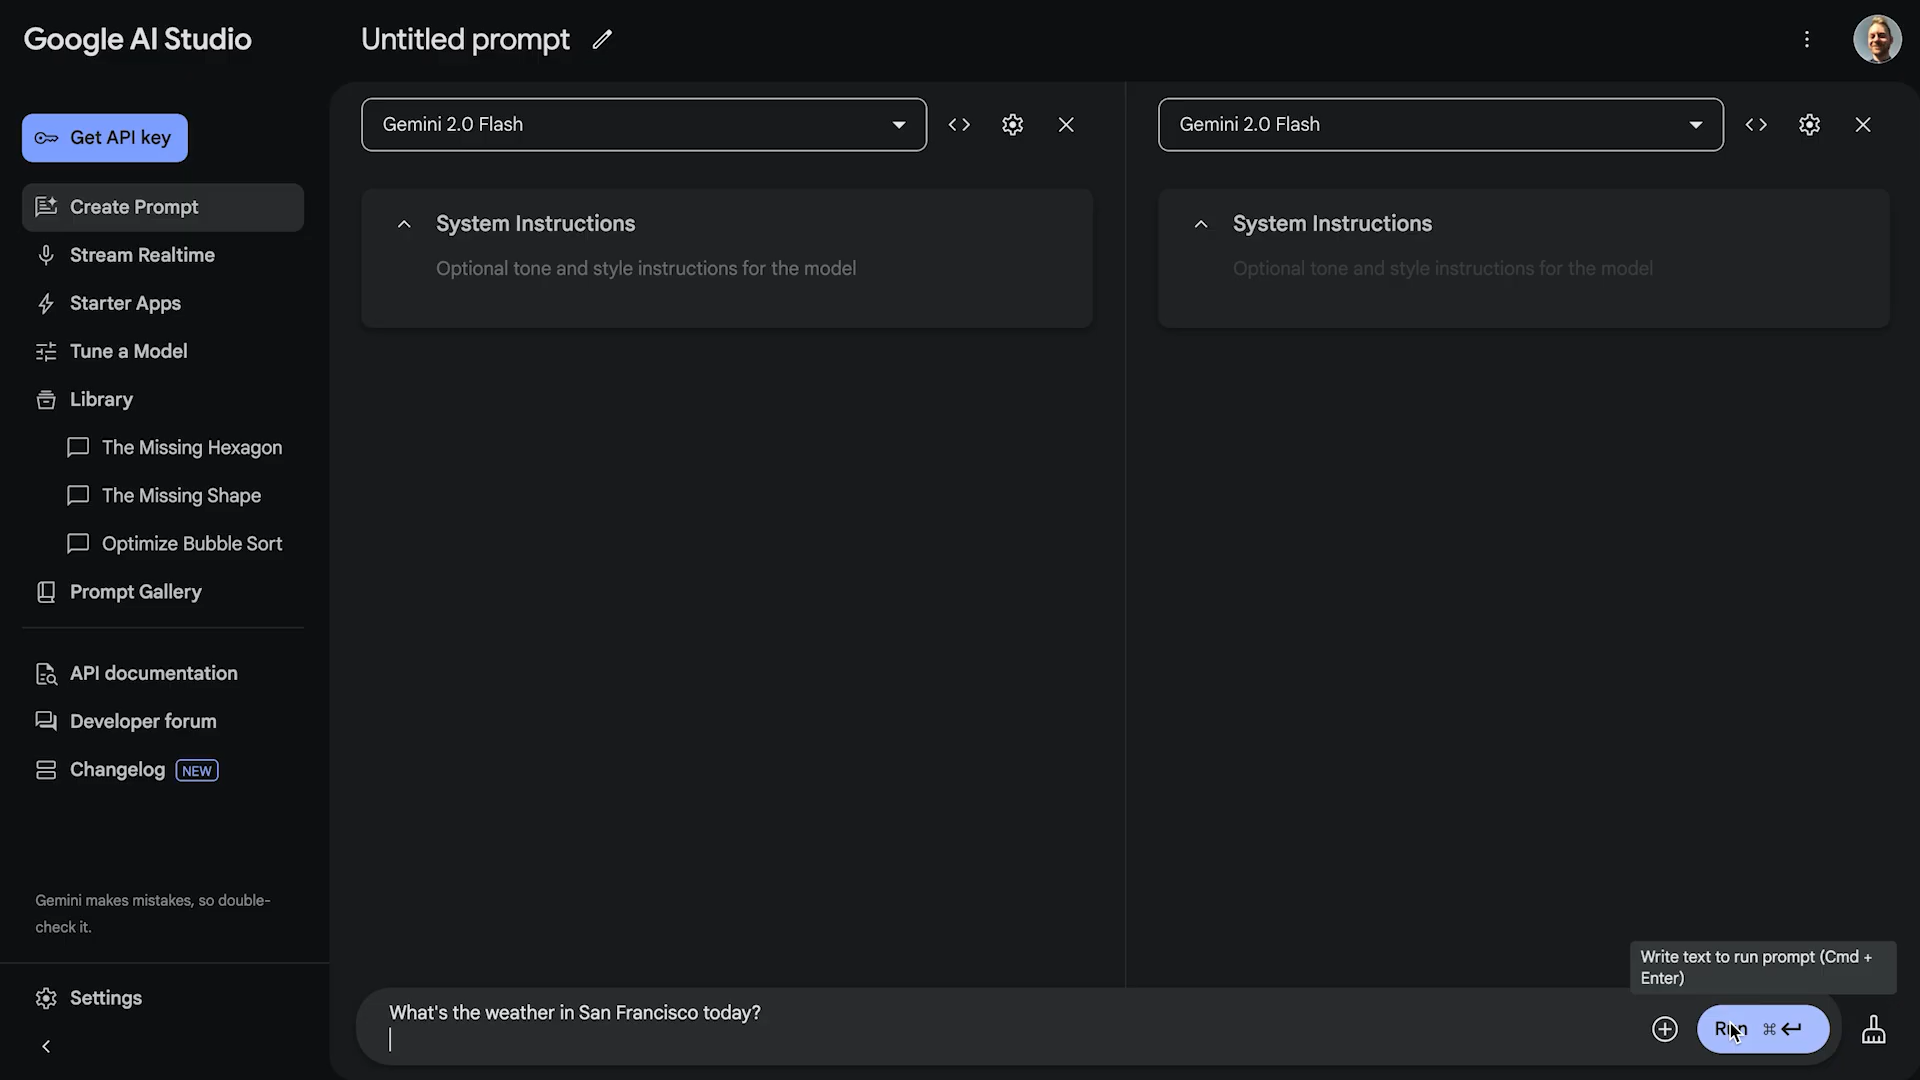 Google AI Studio
Untitled prompt
Get API key
Create Prompt
Stream Realtime
Starter Apps
Tune a Model
Library
The Missing Hexagon
The Missing Shape
Optimize Bubble Sort
Prompt Gallery
API documentation
Developer forum
Changelog NEW
Gemini makes mistakes, so double-
check it.
Settings
Gemini 2.0 Flash
System Instructions
Optional tone and style instructions for the model
Gemini 2.0 Flash
System Instructions
Optional tone and style instructions for the model
Write text to run prompt (Cmd +
Enter)
What's the weather in San Francisco today?
Run ⌘ ↵